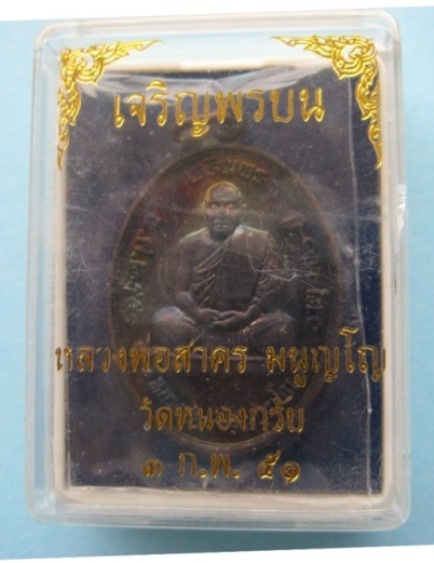 เจริญพรบน
หลวงพ่อสาคร มนุญโญ
วัดหนองกรับ
๓ ก.พ. ๕๑